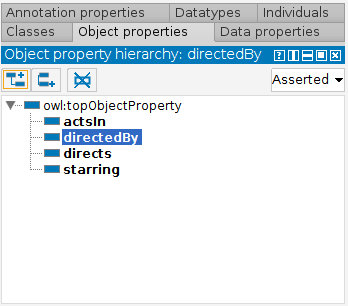 Annotation properties Datatypes Individuals
Classes Object properties Data properties
Object property hierarchy: directedBy
Asserted
owl:topObjectProperty
actsIn
directedBy
directs
starring